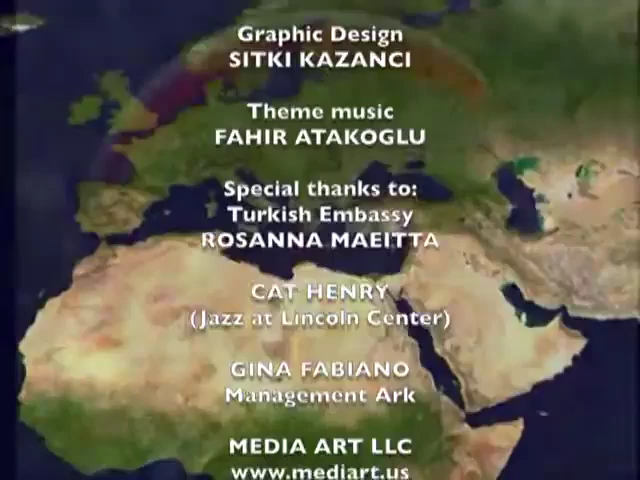 Graphic Design
SITKI KAZANCI
Theme music
FAHIR ATAKOGLU
Special thanks to:
Turkish Embassy
ROSANNA MAEITTA
CAT HENRY
(Jazz at Lincoln Center)
GINA FABIANO
Management Ark
MEDIA ART LLC
www.mediart.us